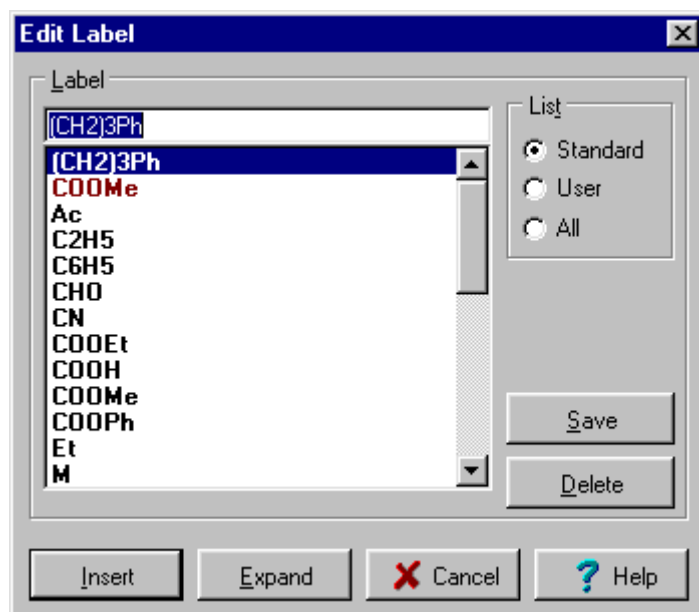 Edit Label
Label
(CH2)3Ph
(CH2)3Ph
COOMe
Ac
C2H5
C6H5
CHO
CN
COOEt
COOH
COOMe
COOPh
Et
M
List
Standard
User
All
Save
Delete
Insert
Expand
Cancel
Help